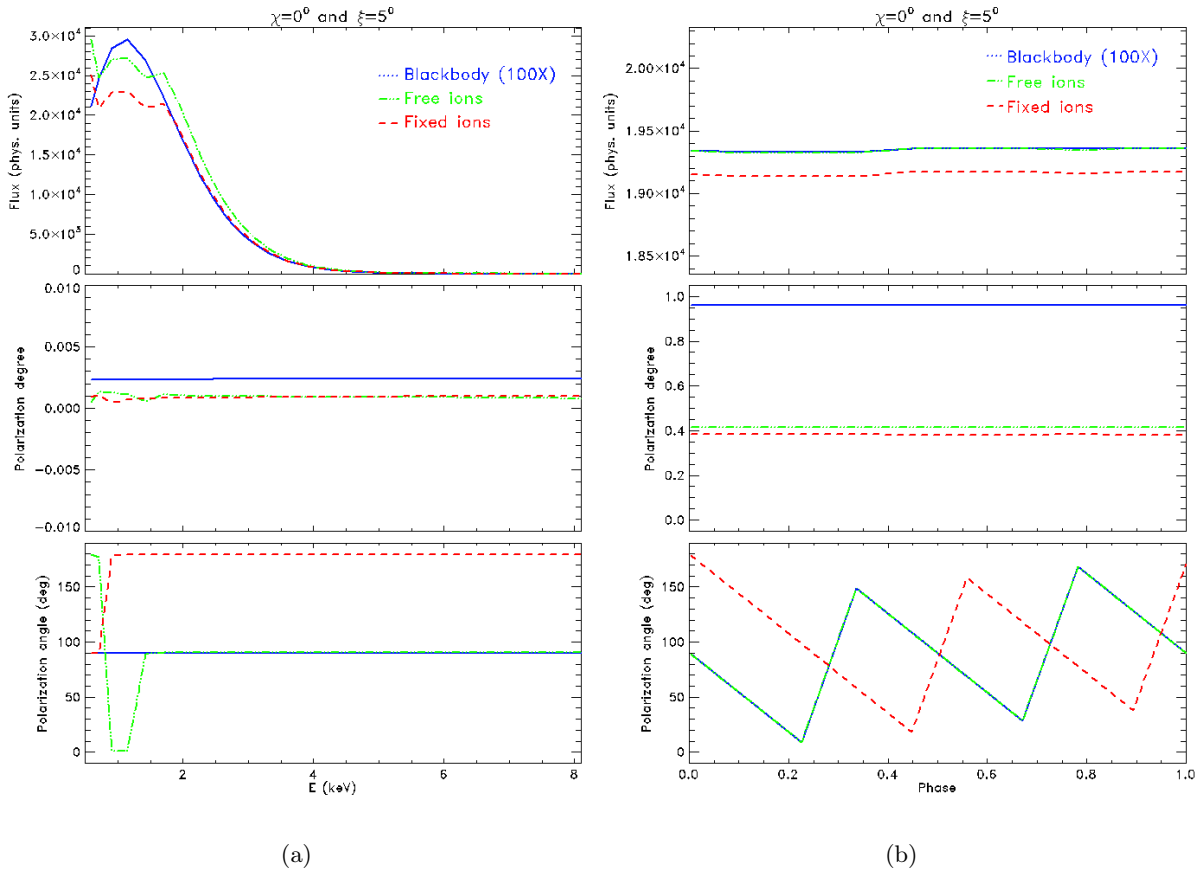 χ=0⁰ and ξ=5⁰
3.0×10⁴
2.5×10⁴
2.0×10⁴
1.5×10⁴
1.0×10⁴
5.0×10⁵
0
Flux (phys. units)
Blackbody (100X)
Free ions
Fixed ions
0.010
0.005
0.000
−0.005
−0.010
Polarization degree
150
100
50
0
Polarization angle (deg)
2 4 6 8
E (keV)
(a)
χ=0⁰ and ξ=5⁰
2.00×10⁴
1.95×10⁴
1.90×10⁴
1.85×10⁴
Flux (phys. units)
Blackbody (100X)
Free ions
Fixed ions
1.0
0.8
0.6
0.4
0.2
0.0
Polarization degree
150
100
50
0
Polarization angle (deg)
0.0 0.2 0.4 0.6 0.8 1.0
Phase
(b)